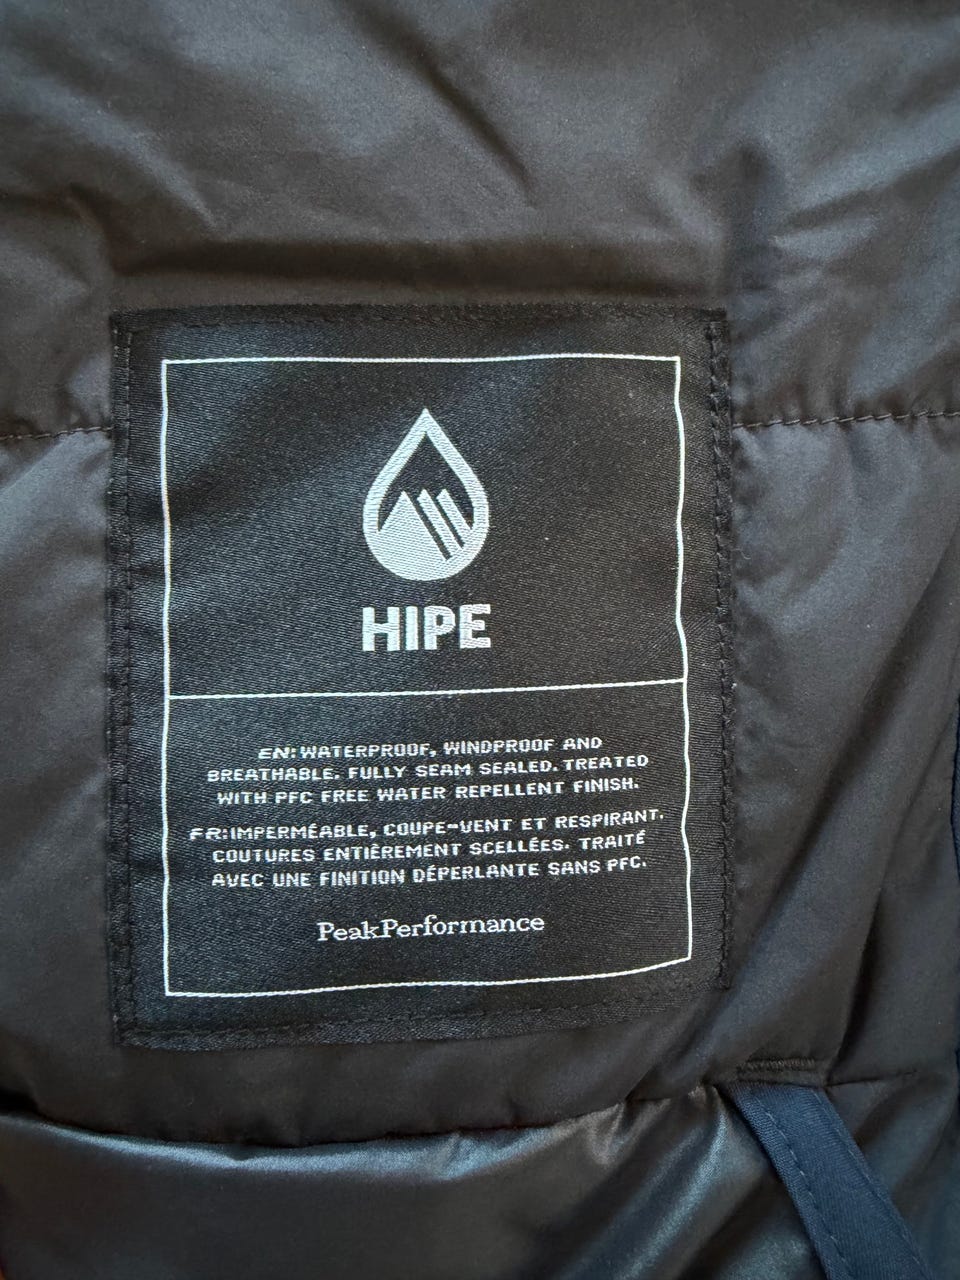 HIPE
EN: WATERPROOF, WINDPROOF AND
BREATHABLE. FULLY SEAM SEALED. TREATED
WITH PFC FREE WATER REPELLENT FINISH.
FR: IMPERMÉABLE, COUPE-VENT ET RESPIRANT.
COUTURES ENTIÈREMENT SCELLÉES. TRAITÉ
AVEC UNE FINITION DÉPERLANTE SANS PFC.
PeakPerformance